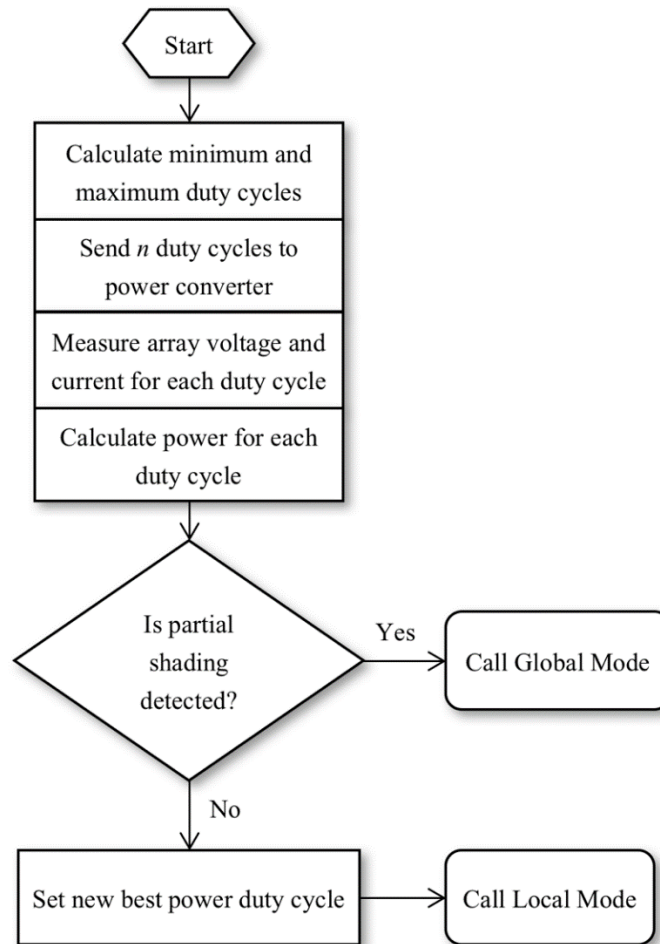 Start
Calculate minimum and
maximum duty cycles
Send n duty cycles to
power converter
Measure array voltage and
current for each duty cycle
Calculate power for each
duty cycle
Is partial
shading
detected?
Yes
Call Global Mode
No
Set new best power duty cycle
Call Local Mode